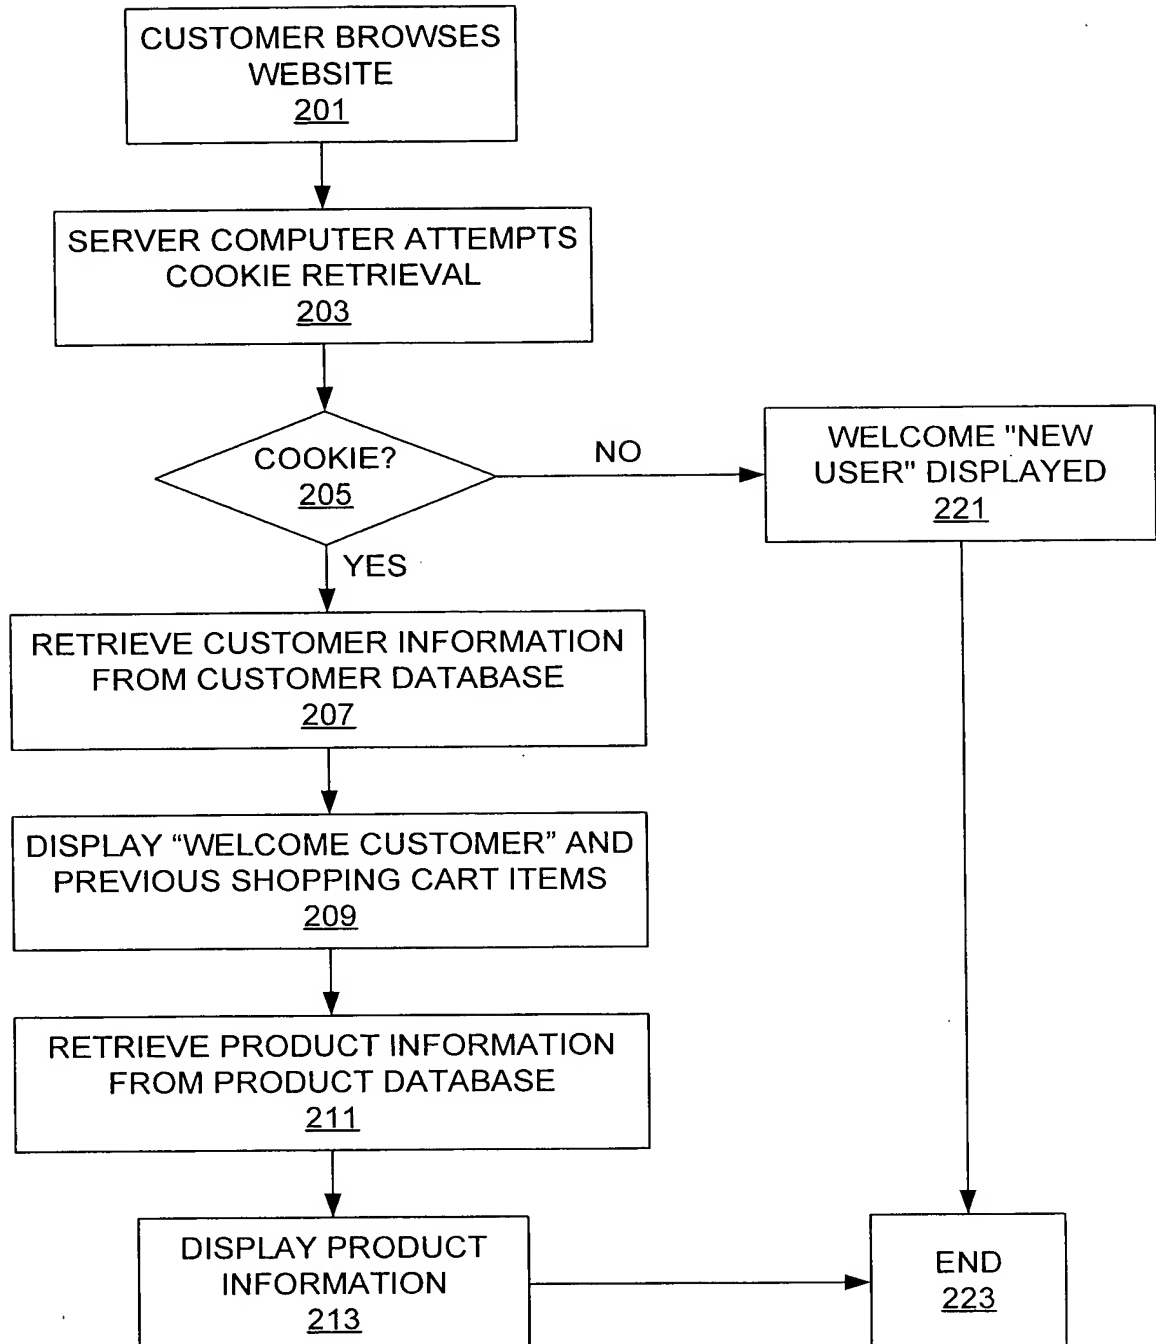 CUSTOMER BROWSES
WEBSITE
201
SERVER COMPUTER ATTEMPTS
COOKIE RETRIEVAL
203
COOKIE?
205
NO
WELCOME "NEW
USER" DISPLAYED
221
YES
RETRIEVE CUSTOMER INFORMATION
FROM CUSTOMER DATABASE
207
DISPLAY “WELCOME CUSTOMER” AND
PREVIOUS SHOPPING CART ITEMS
209
RETRIEVE PRODUCT INFORMATION
FROM PRODUCT DATABASE
211
DISPLAY PRODUCT
INFORMATION
213
END
223